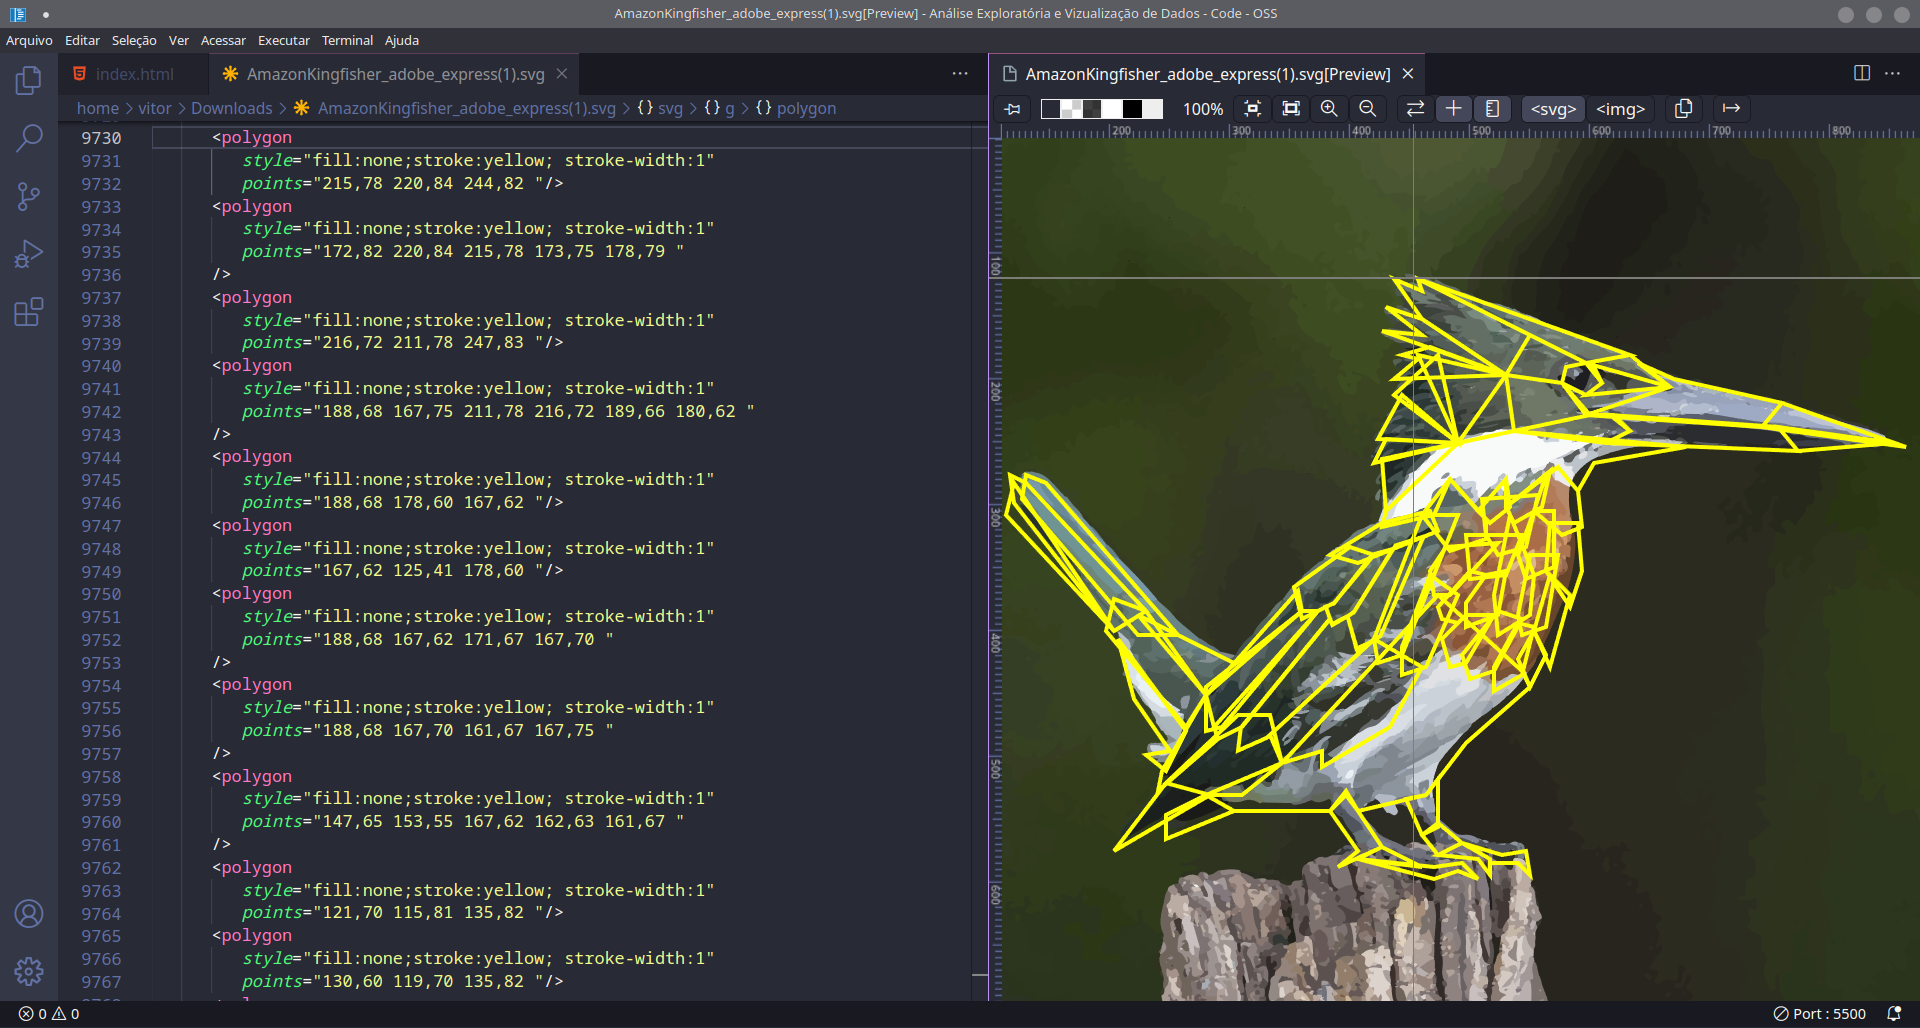 AmazonKingfisher_adobe_express(1).svg[Preview] - Análise Exploratória e Vizualização de Dados - Code - OSS
Arquivo Editar Seleção Ver Acessar Executar Terminal Ajuda
index.html AmazonKingfisher_adobe_express(1).svg
AmazonKingfisher_adobe_express(1).svg[Preview]
home > vitor > Downloads > AmazonKingfisher_adobe_express(1).svg > {} svg > {} g > {} polygon
100% <svg> <img>
200 300 400 500 600 700 800
100
200
300
400
500
600
9730 <polygon
9731 style="fill:none;stroke:yellow; stroke-width:1"
9732 points="215,78 220,84 244,82 "/>
9733 <polygon
9734 style="fill:none;stroke:yellow; stroke-width:1"
9735 points="172,82 220,84 215,78 173,75 178,79 "
9736 />
9737 <polygon
9738 style="fill:none;stroke:yellow; stroke-width:1"
9739 points="216,72 211,78 247,83 "/>
9740 <polygon
9741 style="fill:none;stroke:yellow; stroke-width:1"
9742 points="188,68 167,75 211,78 216,72 189,66 180,62 "
9743 />
9744 <polygon
9745 style="fill:none;stroke:yellow; stroke-width:1"
9746 points="188,68 178,60 167,62 "/>
9747 <polygon
9748 style="fill:none;stroke:yellow; stroke-width:1"
9749 points="167,62 125,41 178,60 "/>
9750 <polygon
9751 style="fill:none;stroke:yellow; stroke-width:1"
9752 points="188,68 167,62 171,67 167,70 "
9753 />
9754 <polygon
9755 style="fill:none;stroke:yellow; stroke-width:1"
9756 points="188,68 167,70 161,67 167,75 "
9757 />
9758 <polygon
9759 style="fill:none;stroke:yellow; stroke-width:1"
9760 points="147,65 153,55 167,62 162,63 161,67 "
9761 />
9762 <polygon
9763 style="fill:none;stroke:yellow; stroke-width:1"
9764 points="121,70 115,81 135,82 "/>
9765 <polygon
9766 style="fill:none;stroke:yellow; stroke-width:1"
9767 points="130,60 119,70 135,82 "/>
0 0
Port : 5500